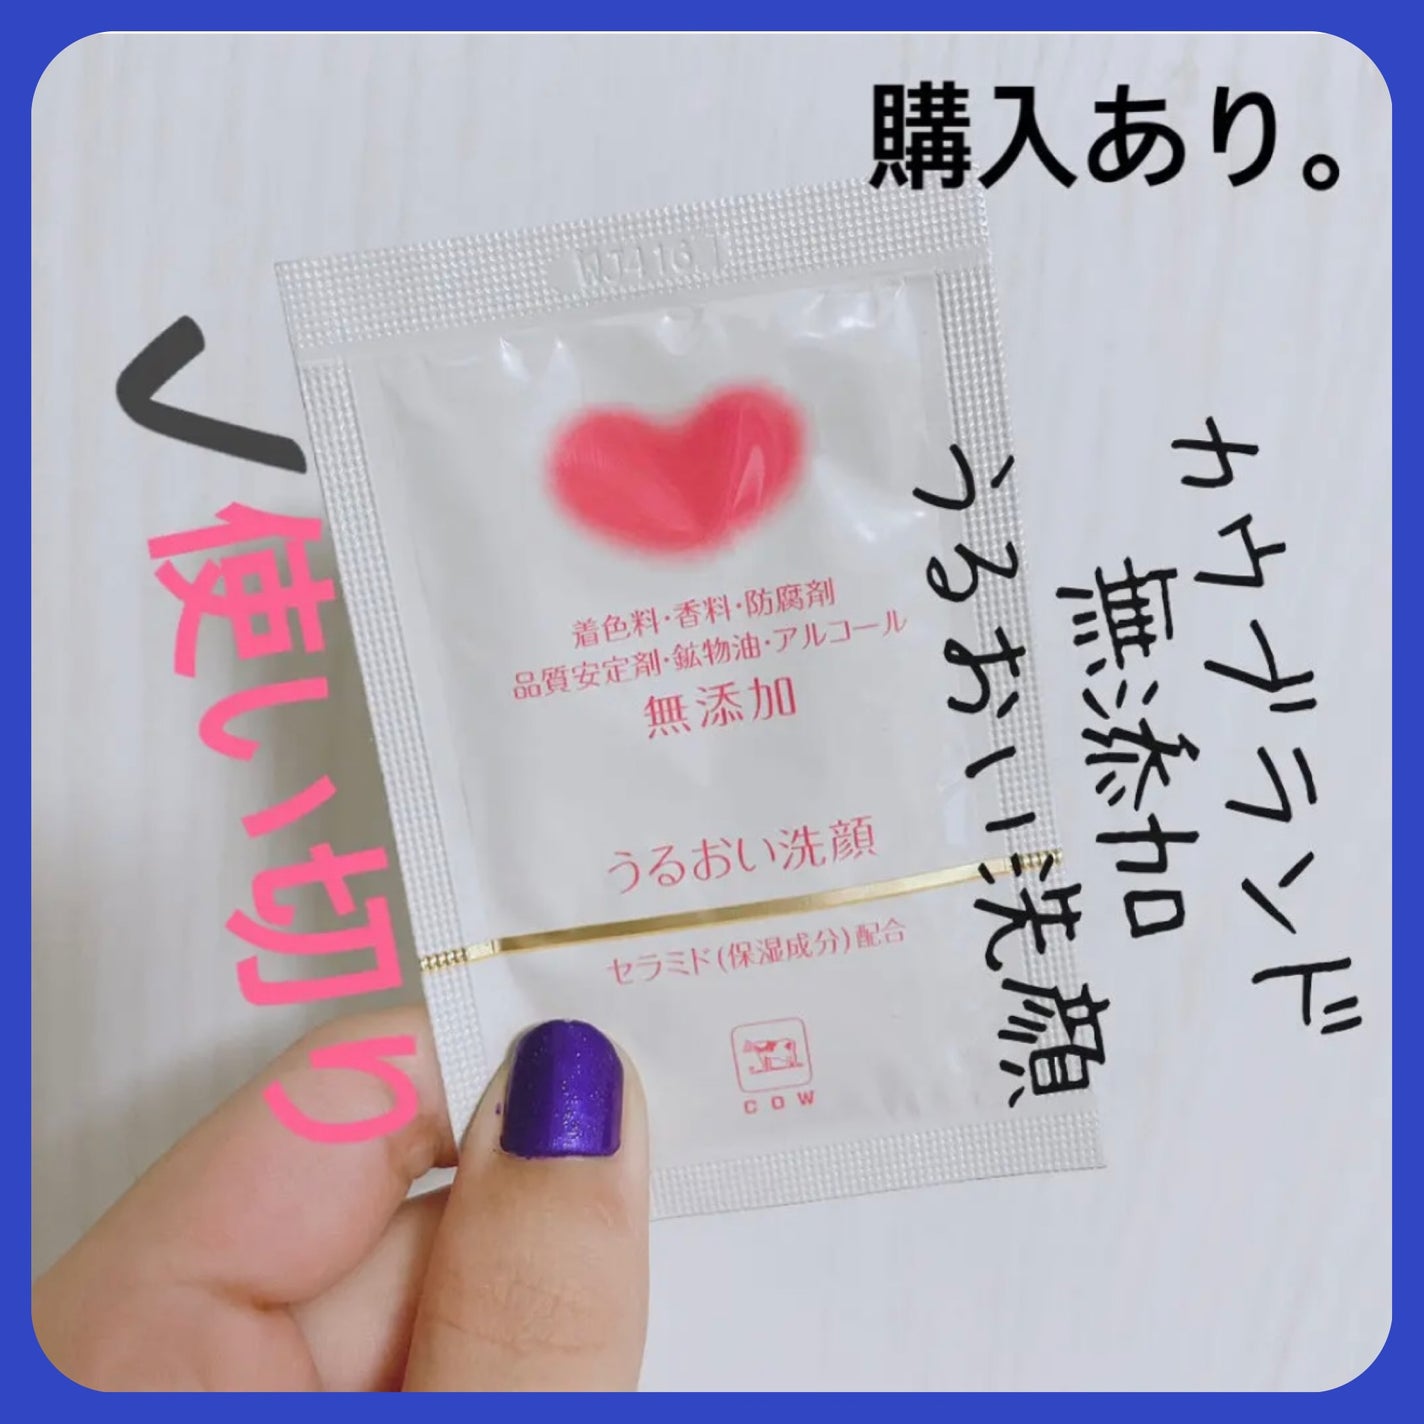 購入あり。
カウブランド
無添加
うるおい洗顔
使い切り
着色料・香料・防腐剤
品質安定剤・鉱物油・アルコール
無添加
うるおい洗顔
セラミド(保湿成分)配合
COW